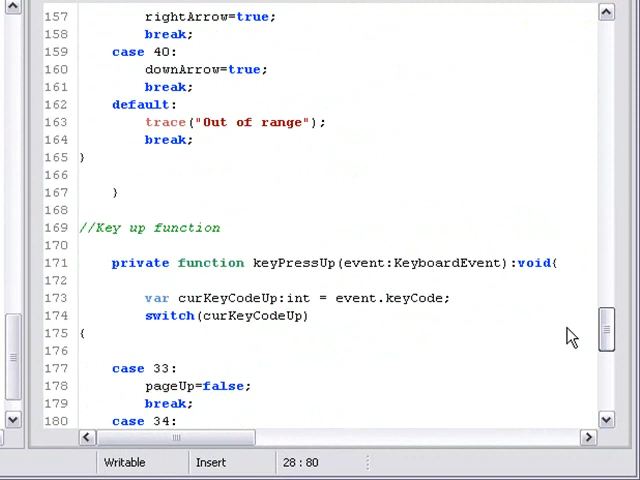 157 rightArrow=true;
158 break;
159 case 40:
160 downArrow=true;
161 break;
162 default:
163 trace("Out of range");
164 break;
165 }
166
167 }
168
169 //Key up function
170
171 private function keyPressUp(event:KeyboardEvent):void{
172
173 var curKeyCodeUp:int = event.keyCode;
174 switch(curKeyCodeUp)
175 {
176
177 case 33:
178 pageUp=false;
179 break;
180 case 34:
Writable Insert 28 : 80